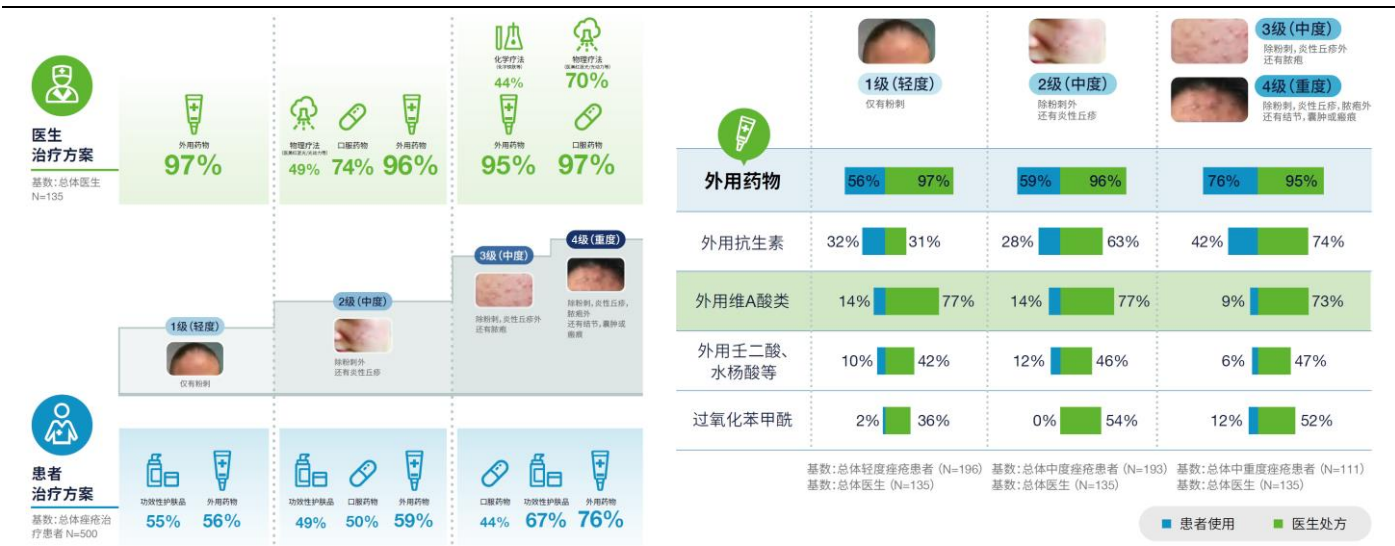 医生
治疗方案
基数:总体医生
N=135
外用药物
97%
物理疗法
49%
口服药物
74%
外用药物
96%
化学疗法
44%
物理疗法
70%
外用药物
95%
口服药物
97%
1级(轻度)
仅有粉刺
2级(中度)
除粉刺外
还有炎性丘疹
3级(中度)
除粉刺,炎性丘疹外
还有脓疱
4级(重度)
除粉刺,炎性丘疹,
脓疱外
还有结节,囊肿或
瘢痕
患者
治疗方案
基数:总体痤疮治
疗患者 N=500
功效性护肤品
55%
外用药物
56%
功效性护肤品
49%
口服药物
50%
外用药物
59%
口服药物
44%
功效性护肤品
67%
外用药物
76%
1级(轻度)
仅有粉刺
2级(中度)
除粉刺外
还有炎性丘疹
3级(中度)
除粉刺,炎性丘疹外
还有脓疱
4级(重度)
除粉刺,炎性丘疹,脓疱外
还有结节,囊肿或瘢痕
外用药物 56% 97% 59% 96% 76% 95%
外用抗生素 32% 31% 28% 63% 42% 74%
外用维A酸类 14% 77% 14% 77% 9% 73%
外用壬二酸、
水杨酸等 10% 42% 12% 46% 6% 47%
过氧化苯甲酰 2% 36% 0% 54% 12% 52%
基数:总体轻度痤疮患者 (N=196) 基数:总体中度痤疮患者 (N=193) 基数:总体中重度痤疮患者 (N=111)
基数:总体医生 (N=135) 基数:总体医生 (N=135) 基数:总体医生 (N=135)
患者使用 医生处方